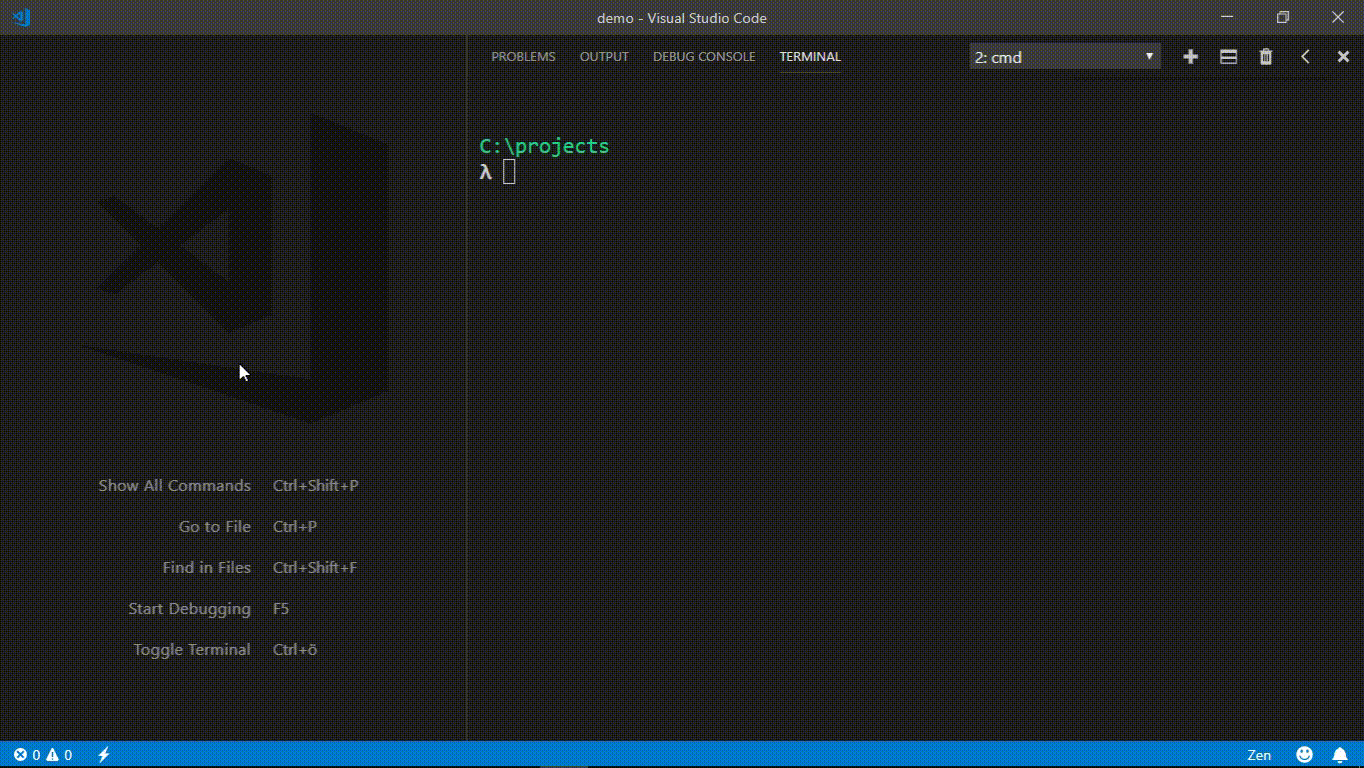 demo - Visual Studio Code
PROBLEMS OUTPUT DEBUG CONSOLE TERMINAL 2: cmd
C:\projects
λ
Show All Commands Ctrl+Shift+P
Go to File Ctrl+P
Find in Files Ctrl+Shift+F
Start Debugging F5
Toggle Terminal Ctrl+ö
0 0 Zen